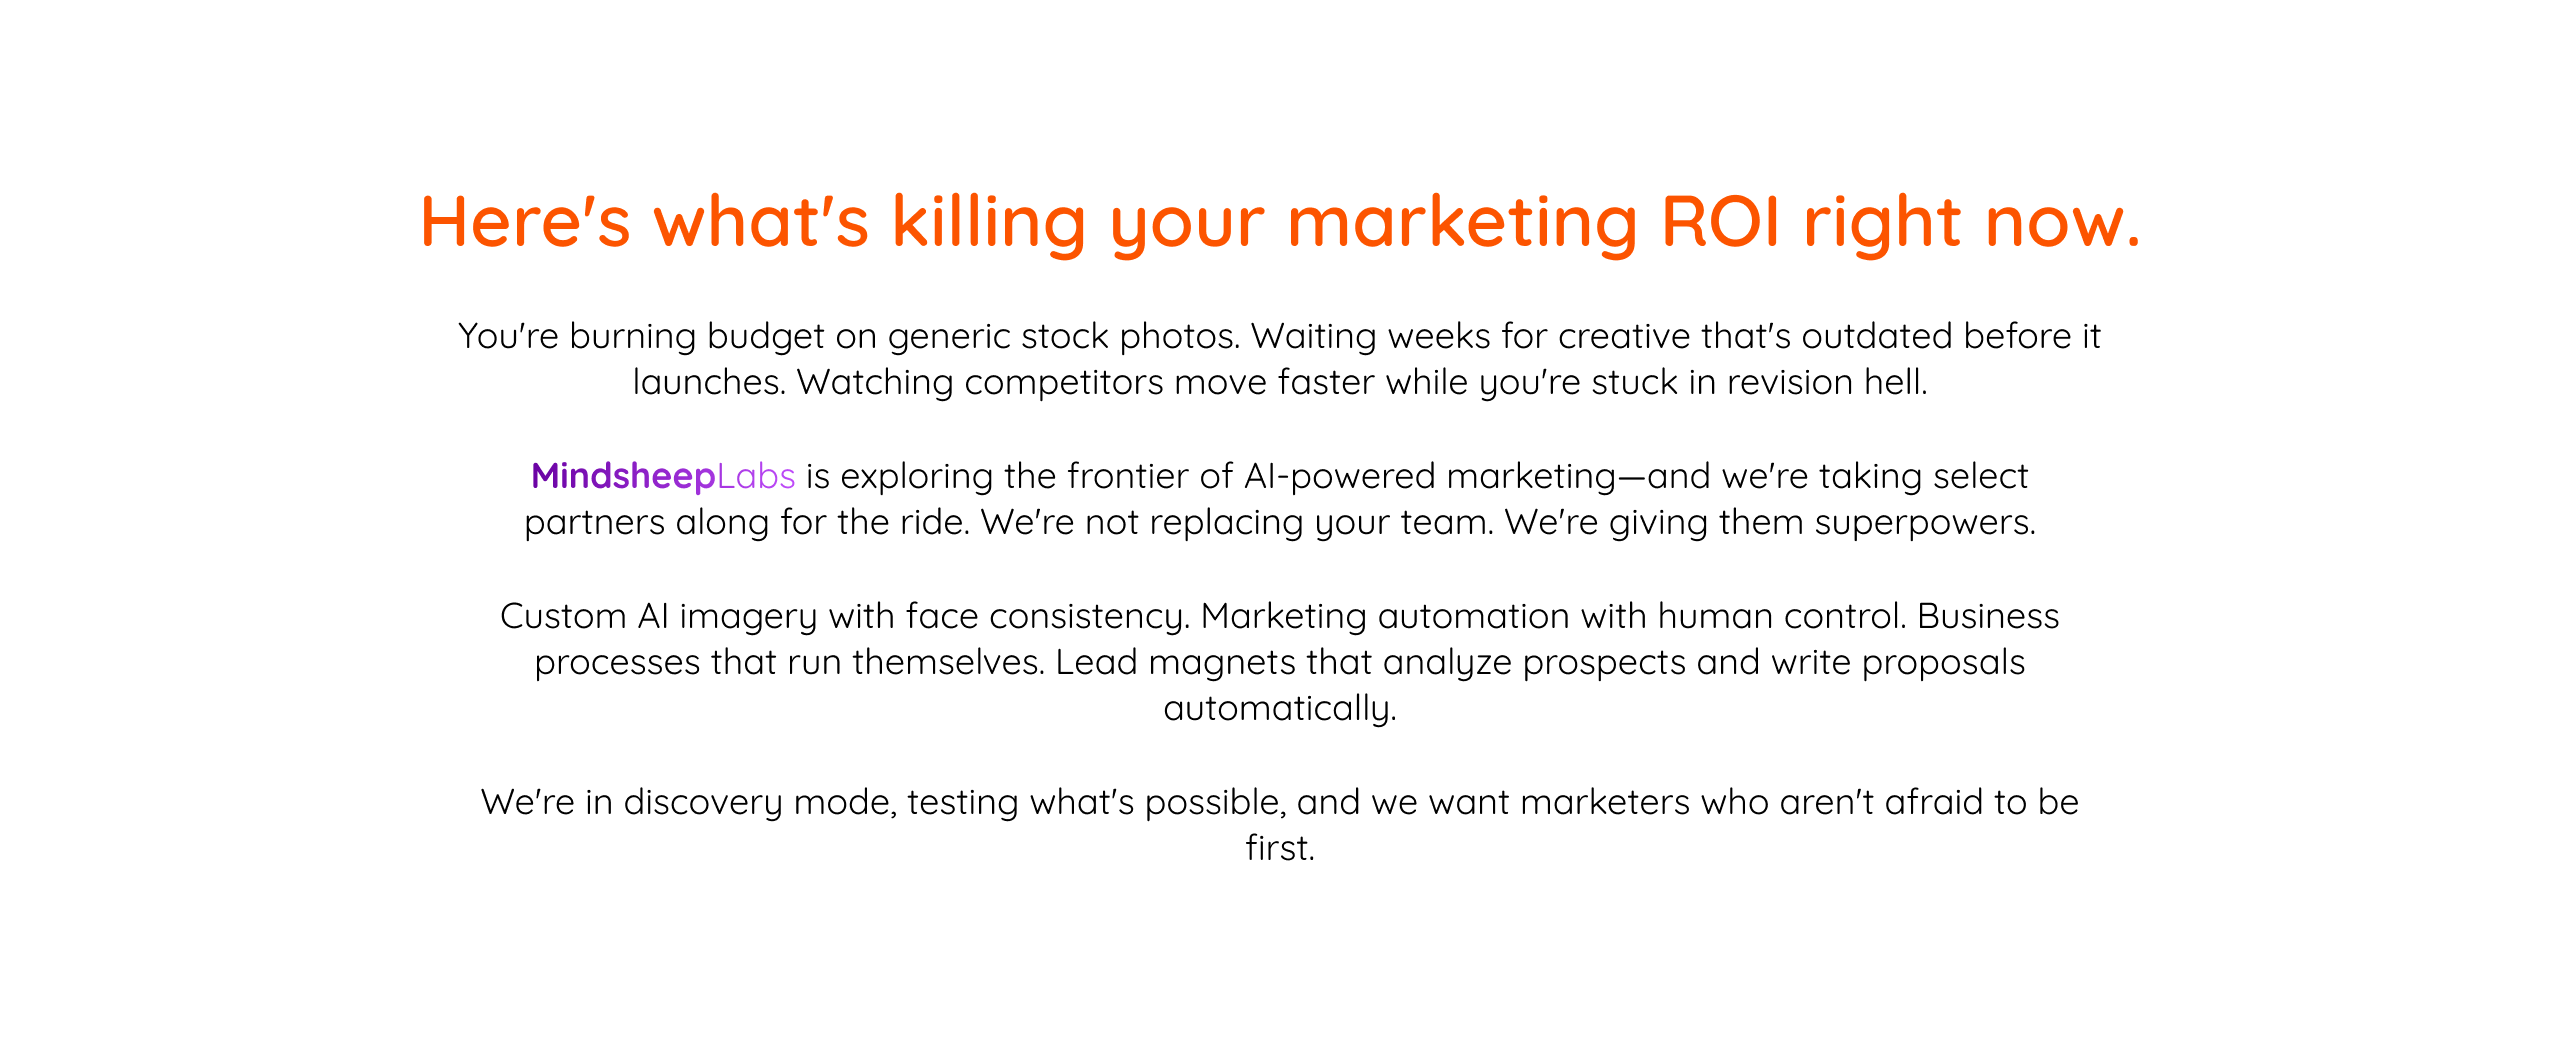 Here's what's killing your marketing ROI right now.
You're burning budget on generic stock photos. Waiting weeks for creative that's outdated before it
launches. Watching competitors move faster while you're stuck in revision hell.
MindsheepLabs is exploring the frontier of AI-powered marketing—and we're taking select
partners along for the ride. We're not replacing your team. We're giving them superpowers.
Custom AI imagery with face consistency. Marketing automation with human control. Business
processes that run themselves. Lead magnets that analyze prospects and write proposals
automatically.
We're in discovery mode, testing what's possible, and we want marketers who aren't afraid to be
first.